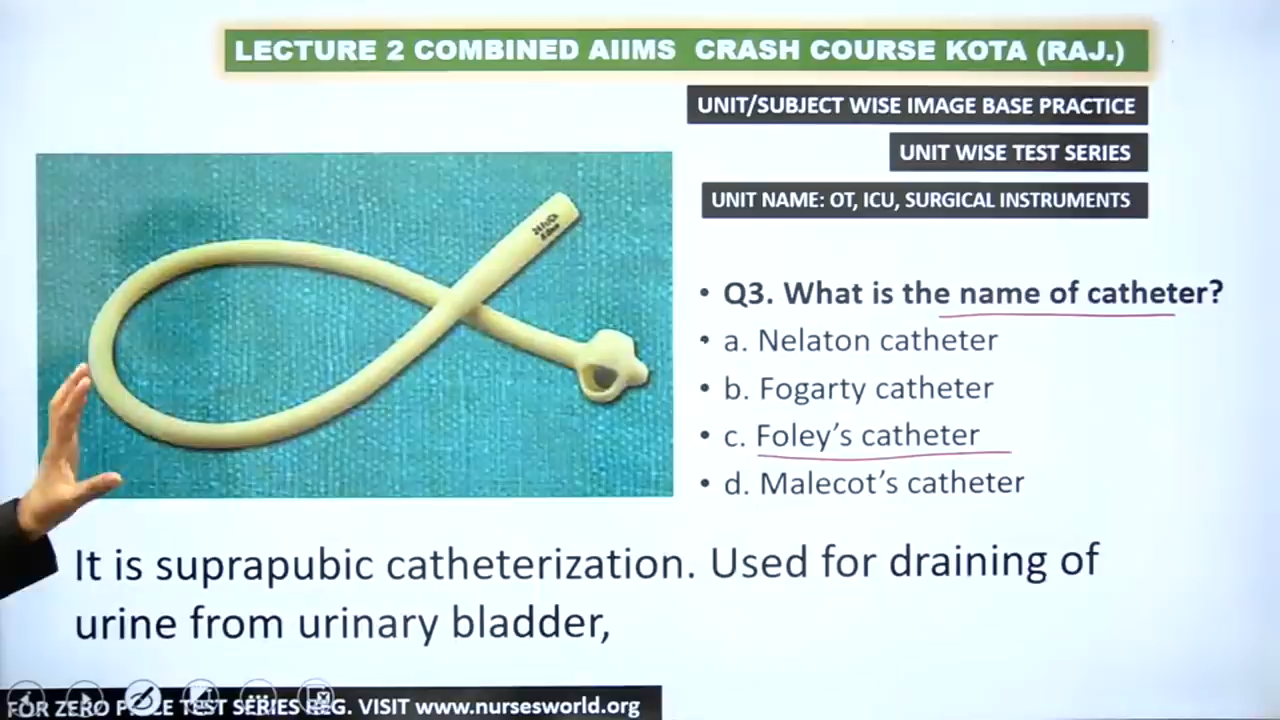 LECTURE 2 COMBINED AIIMS CRASH COURSE KOTA (RAJ.)
UNIT/SUBJECT WISE IMAGE BASE PRACTICE
UNIT WISE TEST SERIES
UNIT NAME: OT, ICU, SURGICAL INSTRUMENTS
• Q3. What is the name of catheter?
• a. Nelaton catheter
• b. Fogarty catheter
• c. Foley's catheter
• d. Malecot's catheter
It is suprapubic catheterization. Used for draining of
urine from urinary bladder,
FOR ZERO TEST SERIES REG. VISIT www.nursesworld.org